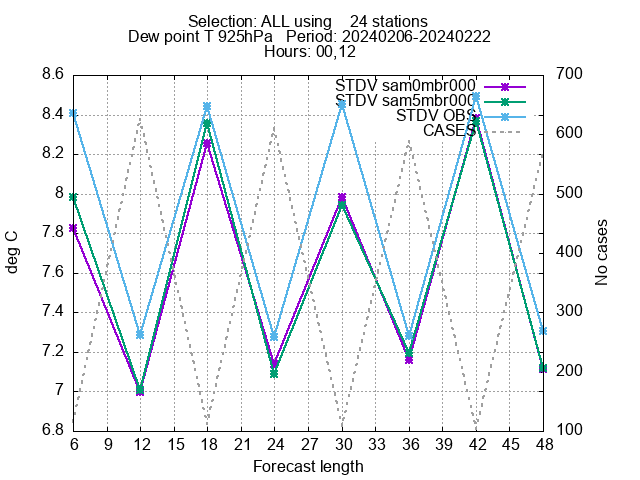 Selection: ALL using    24 stations
Dew point T 925hPa   Period: 20240206-20240222
Hours: 00,12
STDV sam0mbr000
STDV sam5mbr000
STDV OBS
CASES
8.6
8.4
8.2
8
7.8
7.6
7.4
7.2
7
6.8
deg C
700
600
500
400
300
200
100
No cases
6 9 12 15 18 21 24 27 30 33 36 39 42 45 48
Forecast length